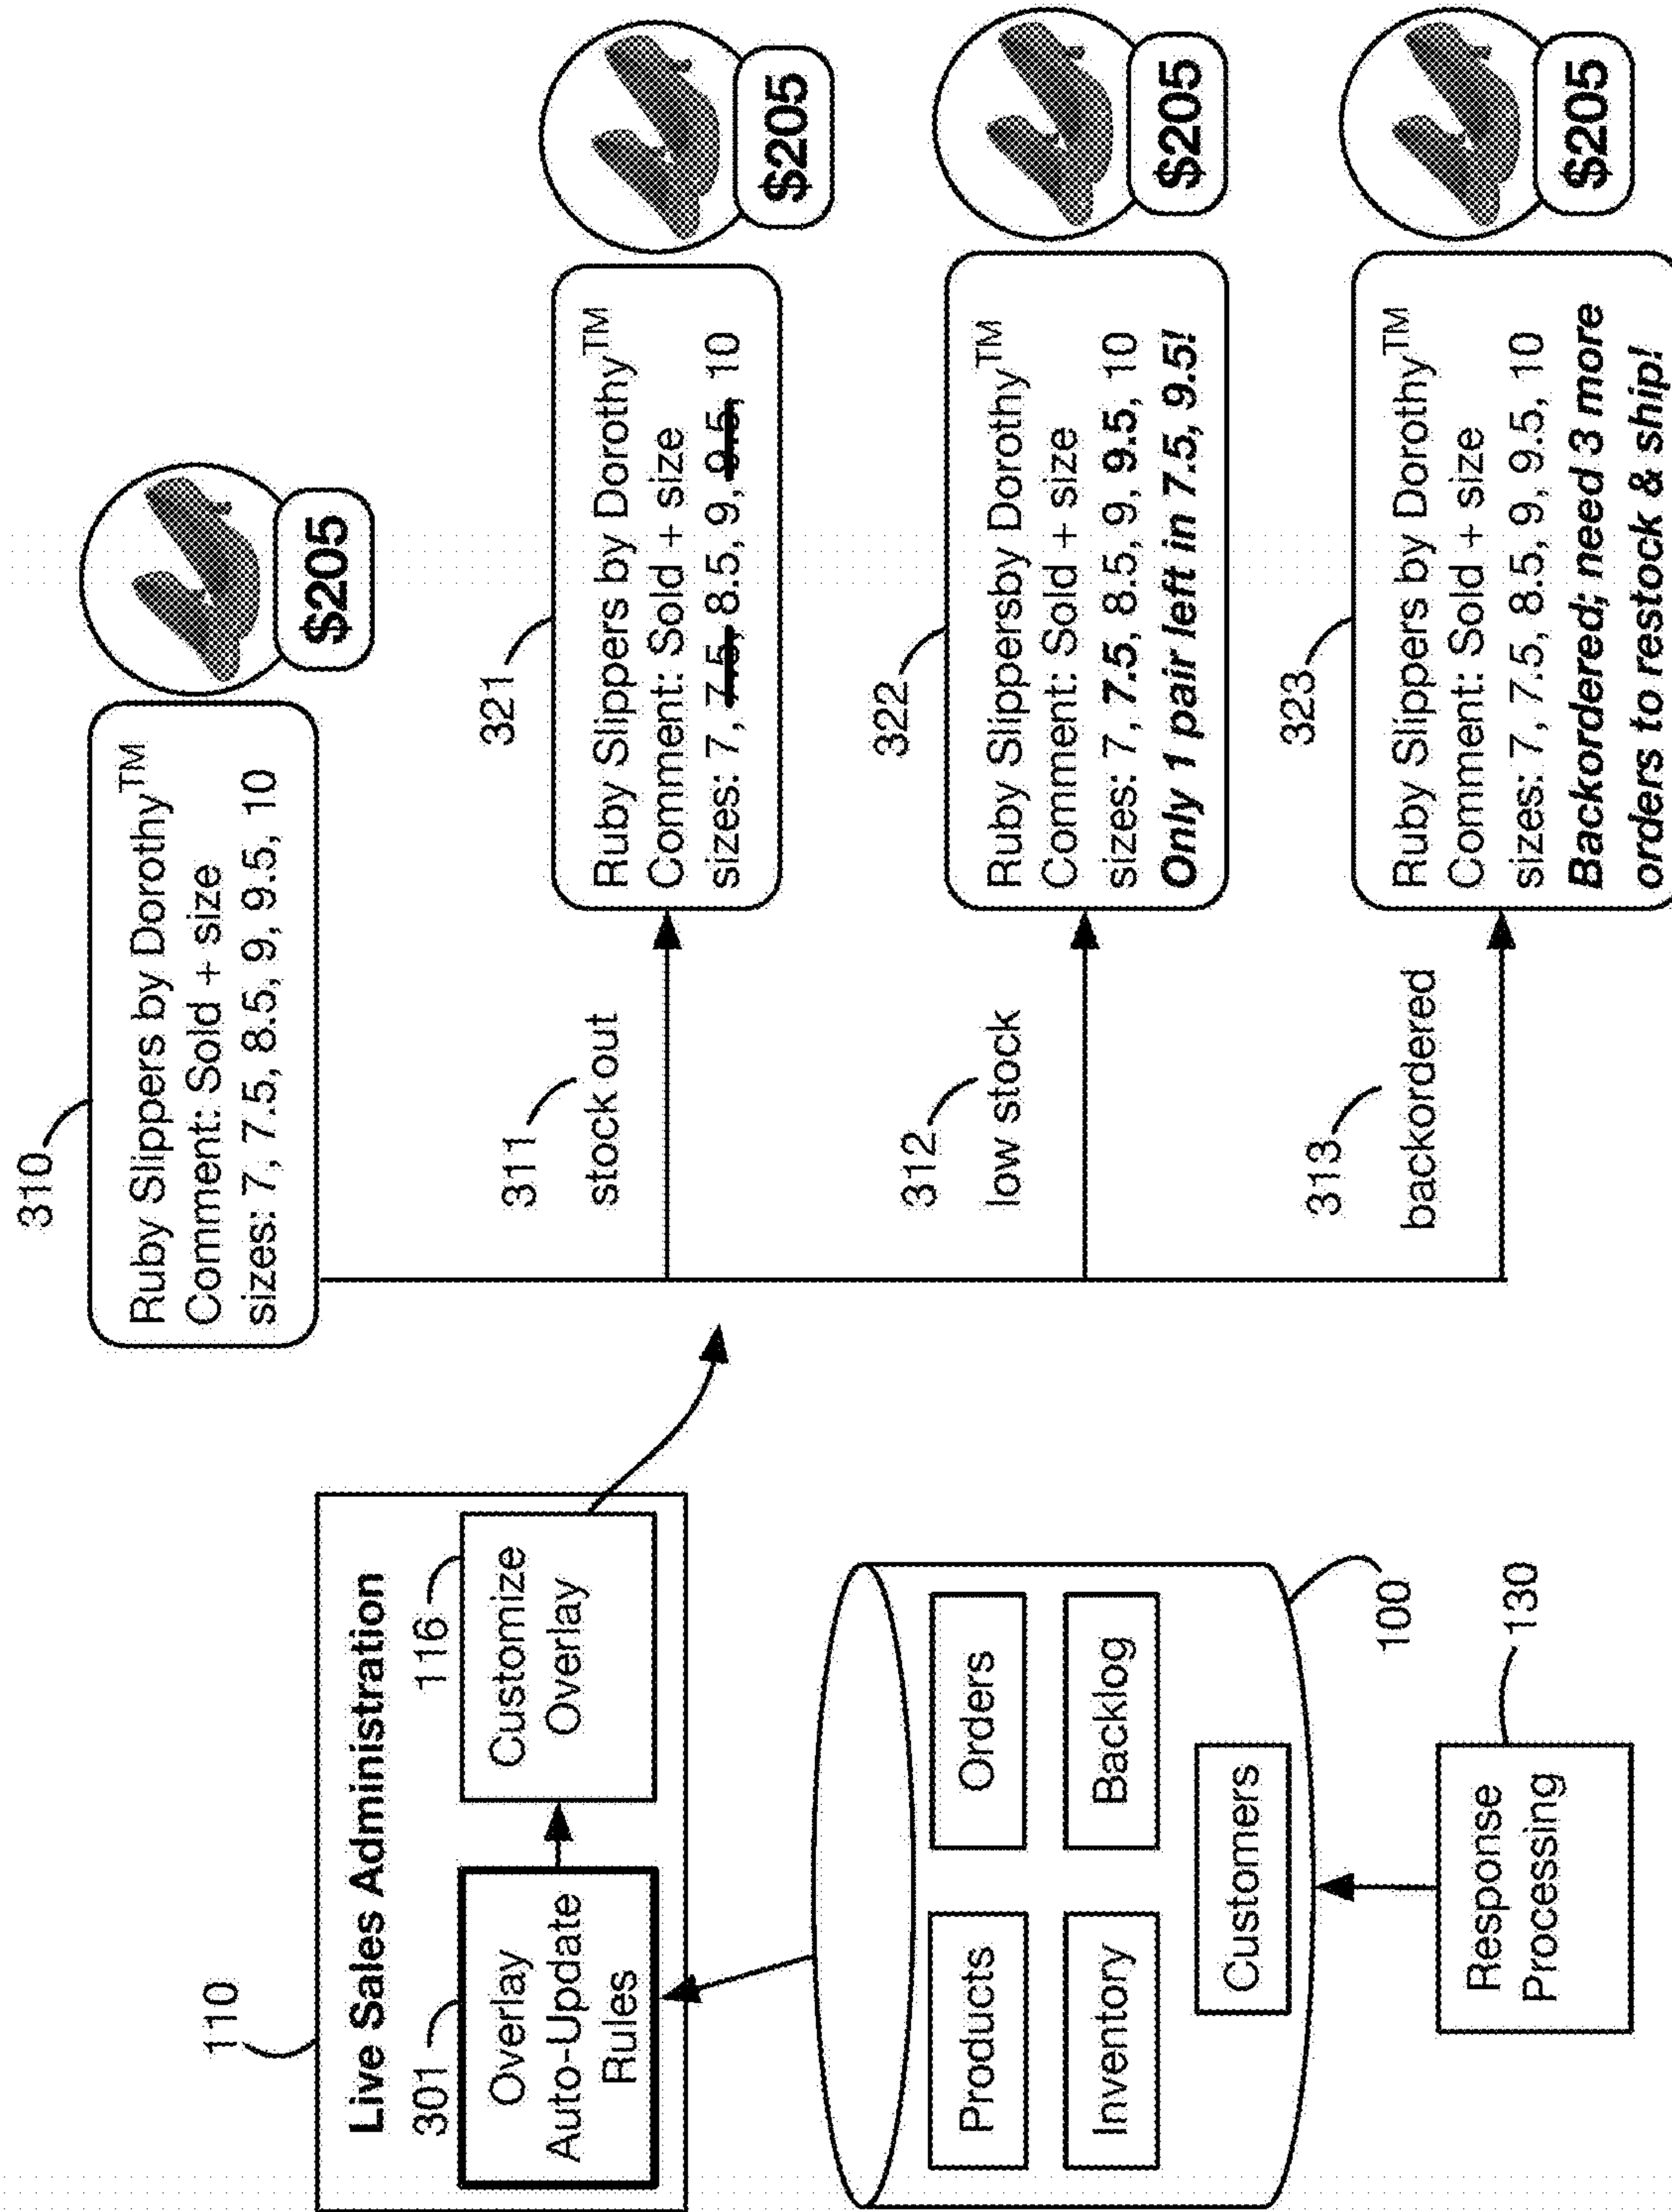 310
Ruby Slippers by Dorothy™
Comment: Sold + size
sizes: 7, 7.5, 8.5, 9, 9.5, 10
$205
110
Live Sales Administration
301
Overlay
Auto-Update
Rules
116
Customize
Overlay
311
stock out
321
Ruby Slippers by Dorothy™
Comment: Sold + size
sizes: 7, 7.5, 8.5, 9, 9.5, 10
$205
312
low stock
322
Ruby Slippersby Dorothy™
Comment: Sold + size
sizes: 7, 7.5, 8.5, 9, 9.5, 10
Only 1 pair left in 7.5, 9.5!
$205
313
backordered
323
Ruby Slippers by Dorothy™
Comment: Sold + size
sizes: 7, 7.5, 8.5, 9, 9.5, 10
Backordered; need 3 more
orders to restock & ship!
$205
Products
Orders
Inventory
Backlog
Customers
100
Response
Processing
130